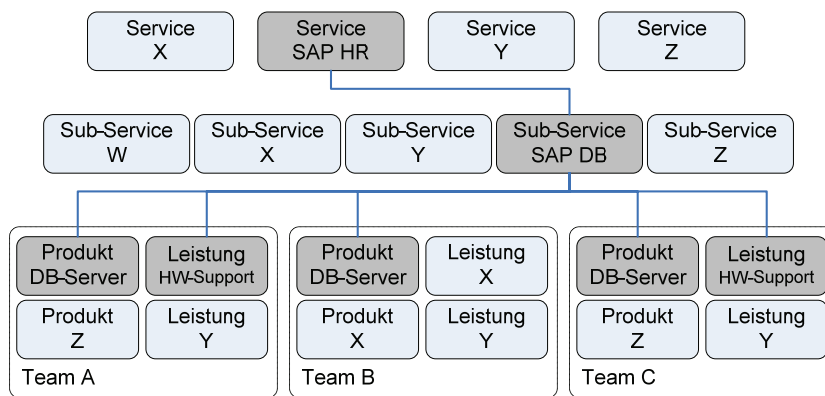 Service
X
Service
SAP HR
Service
Y
Service
Z
Sub-Service
W
Sub-Service
X
Sub-Service
Y
Sub-Service
SAP DB
Sub-Service
Z
Produkt
DB-Server
Leistung
HW-Support
Produkt
Z
Leistung
Y
Team A
Produkt
DB-Server
Leistung
X
Produkt
X
Leistung
Y
Team B
Produkt
DB-Server
Leistung
HW-Support
Produkt
Z
Leistung
Y
Team C